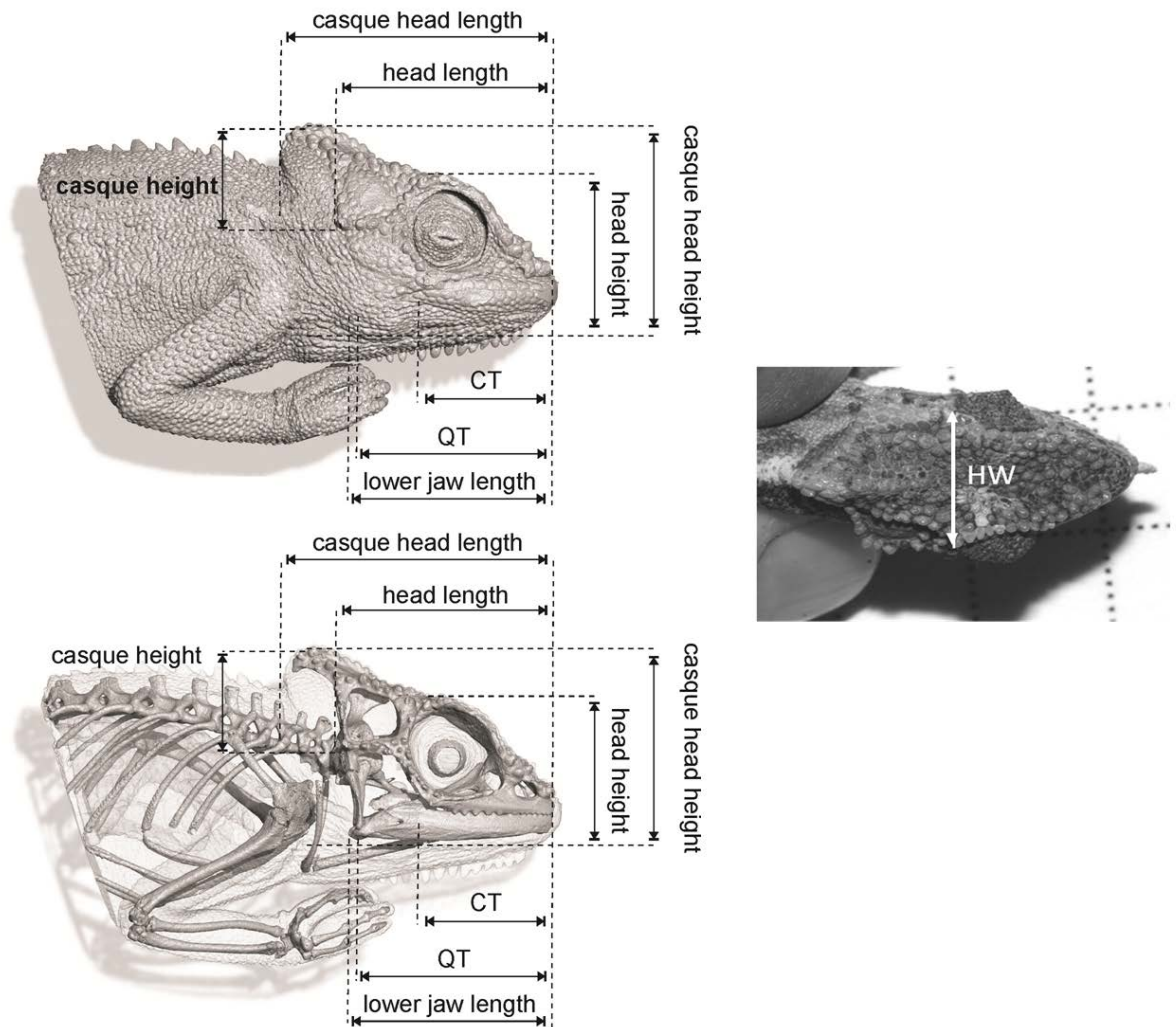 casque head length
head length
casque height
head height
casque head height
CT
QT
lower jaw length
HW
casque head length
head length
casque height
head height
casque head height
CT
QT
lower jaw length